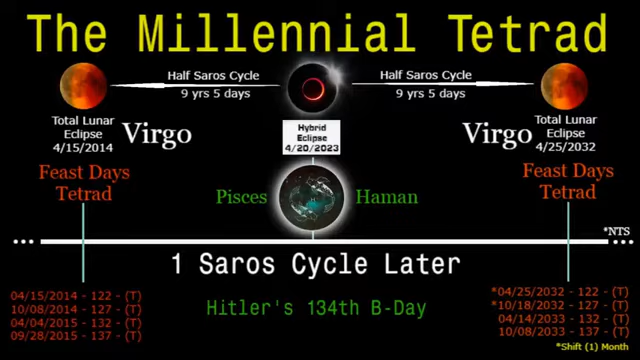 The Millennial Tetrad
Half Saros Cycle
9 yrs 5 days
Half Saros Cycle
9 yrs 5 days
Total Lunar
Eclipse
4/15/2014
Virgo
Hybrid
Eclipse
4/20/2023
Virgo
Total Lunar
Eclipse
4/25/2032
Feast Days
Tetrad
Pisces
Haman
Feast Days
Tetrad
*NTS
1 Saros Cycle Later
Hitler's 134th B-Day
04/15/2014 - 122 - (T)
10/08/2014 - 127 - (T)
04/04/2015 - 132 - (T)
09/28/2015 - 137 - (T)
*04/25/2032 - 122 - (T)
*10/18/2032 - 127 - (T)
04/14/2033 - 132 - (T)
10/08/2033 - 137 - (T)
*Shift (1) Month